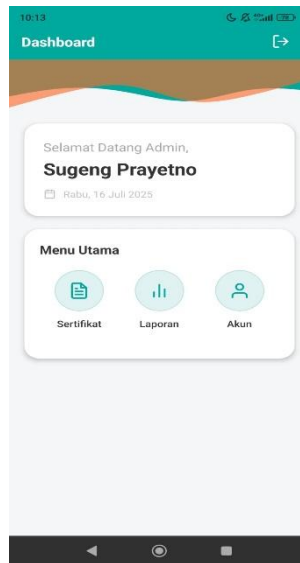 10:13
Dashboard
Selamat Datang Admin,
Sugeng Prayetno
Rabu, 16 Juli 2025
Menu Utama
Sertifikat Laporan Akun